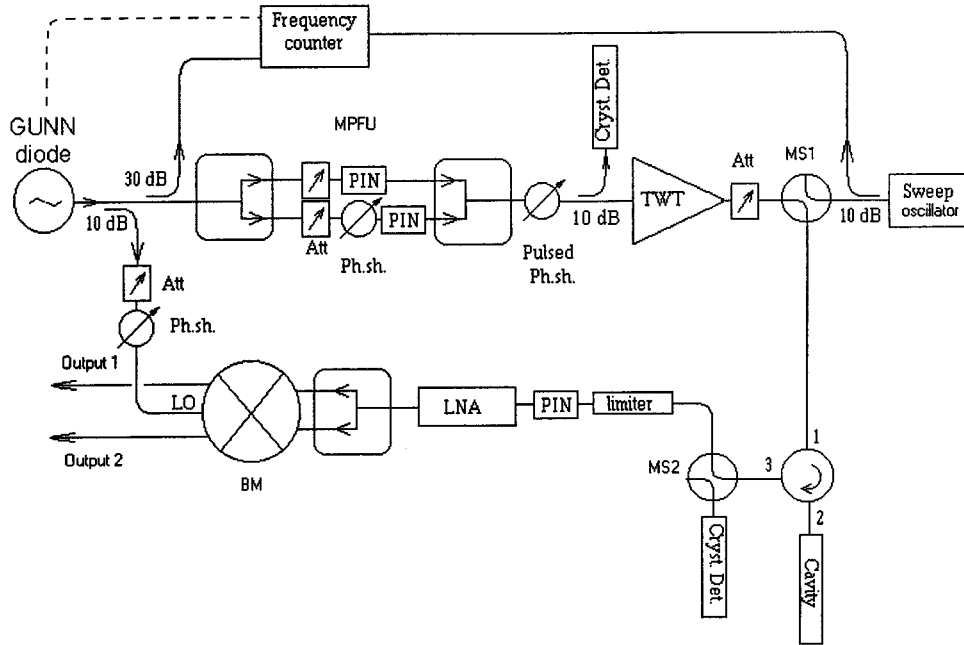 Frequency
counter
GUNN
diode
MPFU
30 dB
10 dB
PIN
PIN
Att
Ph.sh.
Cryst. Det.
10 dB
Pulsed
Ph.sh.
TWT
Att
MS1
10 dB
Sweep
oscillator
Att
Ph.sh.
Output 1
LO
Output 2
BM
LNA
PIN
limiter
MS2
3
1
2
Cryst. Det.
Cavity